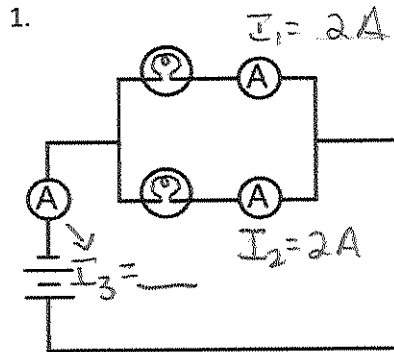 1.
I₁ = 2A
A
A
A
I₂ = 2A
I₃ = ___